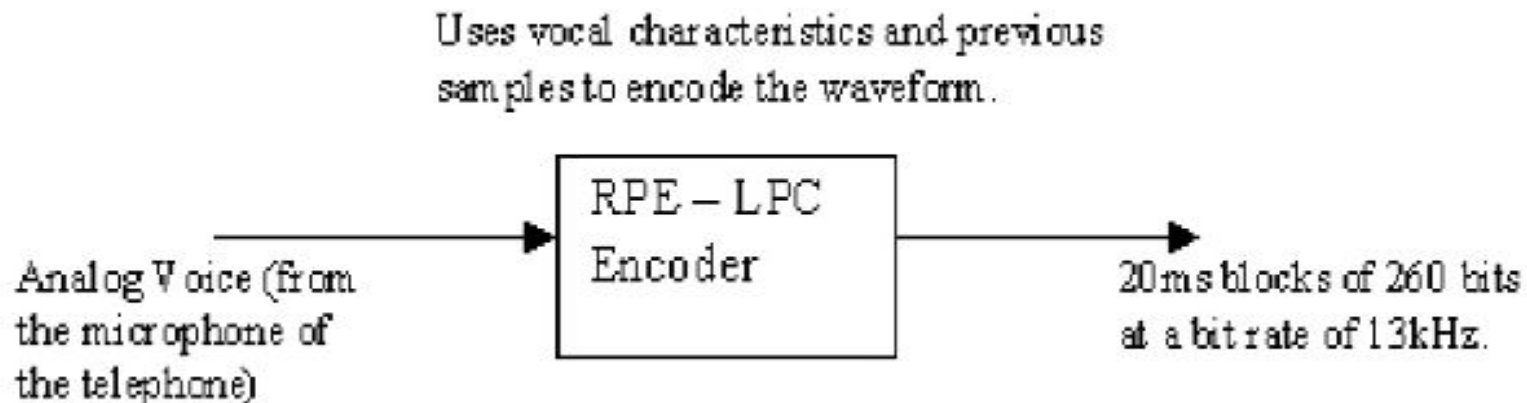 Uses vocal characteristics and previous
samples to encode the waveform.
RPE – LPC
Encoder
Analog Voice (from
the microphone of
the telephone)
20ms blocks of 260 bits
at a bit rate of 13kHz.